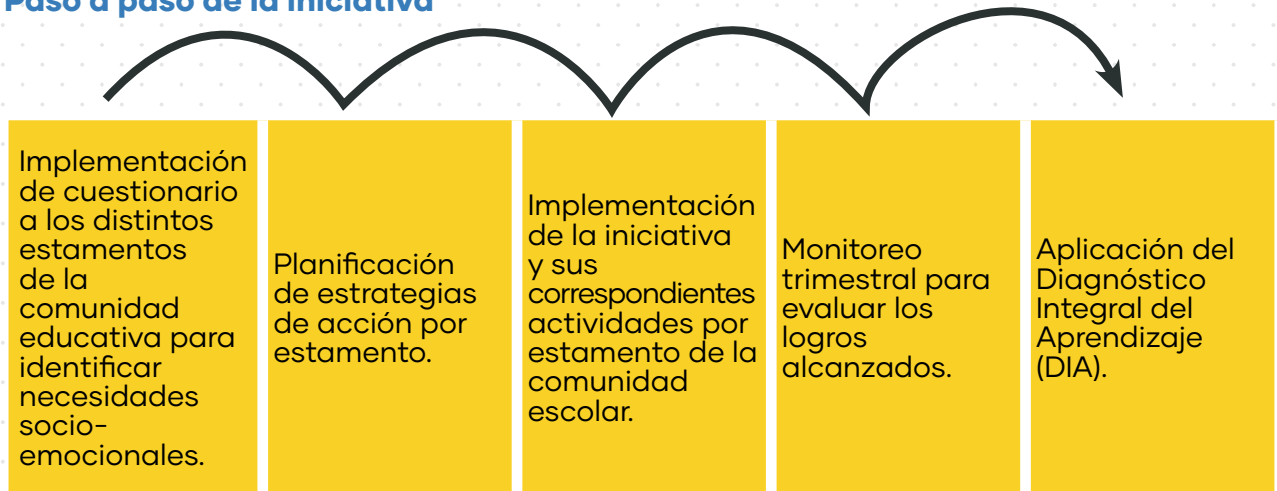 Paso a paso de la iniciativa
Implementación
de cuestionario
a los distintos
estamentos
de la
comunidad
educativa para
identificar
necesidades
socio-
emocionales.
Planificación
de estrategias
de acción por
estamento.
Implementación
de la iniciativa
y sus
correspondientes
actividades por
estamento de la
comunidad
escolar.
Monitoreo
trimestral para
evaluar los
logros
alcanzados.
Aplicación del
Diagnóstico
Integral del
Aprendizaje
(DIA).